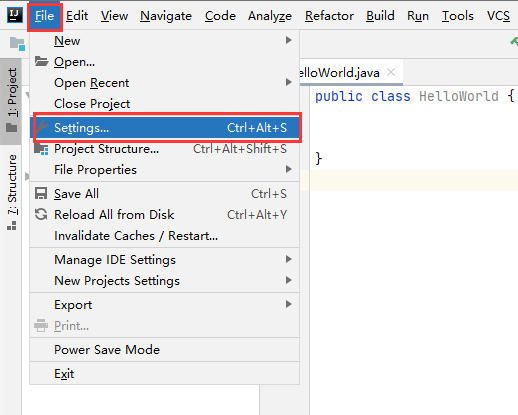 IJ File Edit View Navigate Code Analyze Refactor Build Run Tools VCS
New
Open...
Open Recent
Close Project
Settings... Ctrl+Alt+S
Project Structure... Ctrl+Alt+Shift+S
File Properties
Save All Ctrl+S
Reload All from Disk Ctrl+Alt+Y
Invalidate Caches / Restart...
Manage IDE Settings
New Projects Settings
Export
Print...
Power Save Mode
Exit
1: Project
7: Structure
elloWorld.java
public class HelloWorld {
}